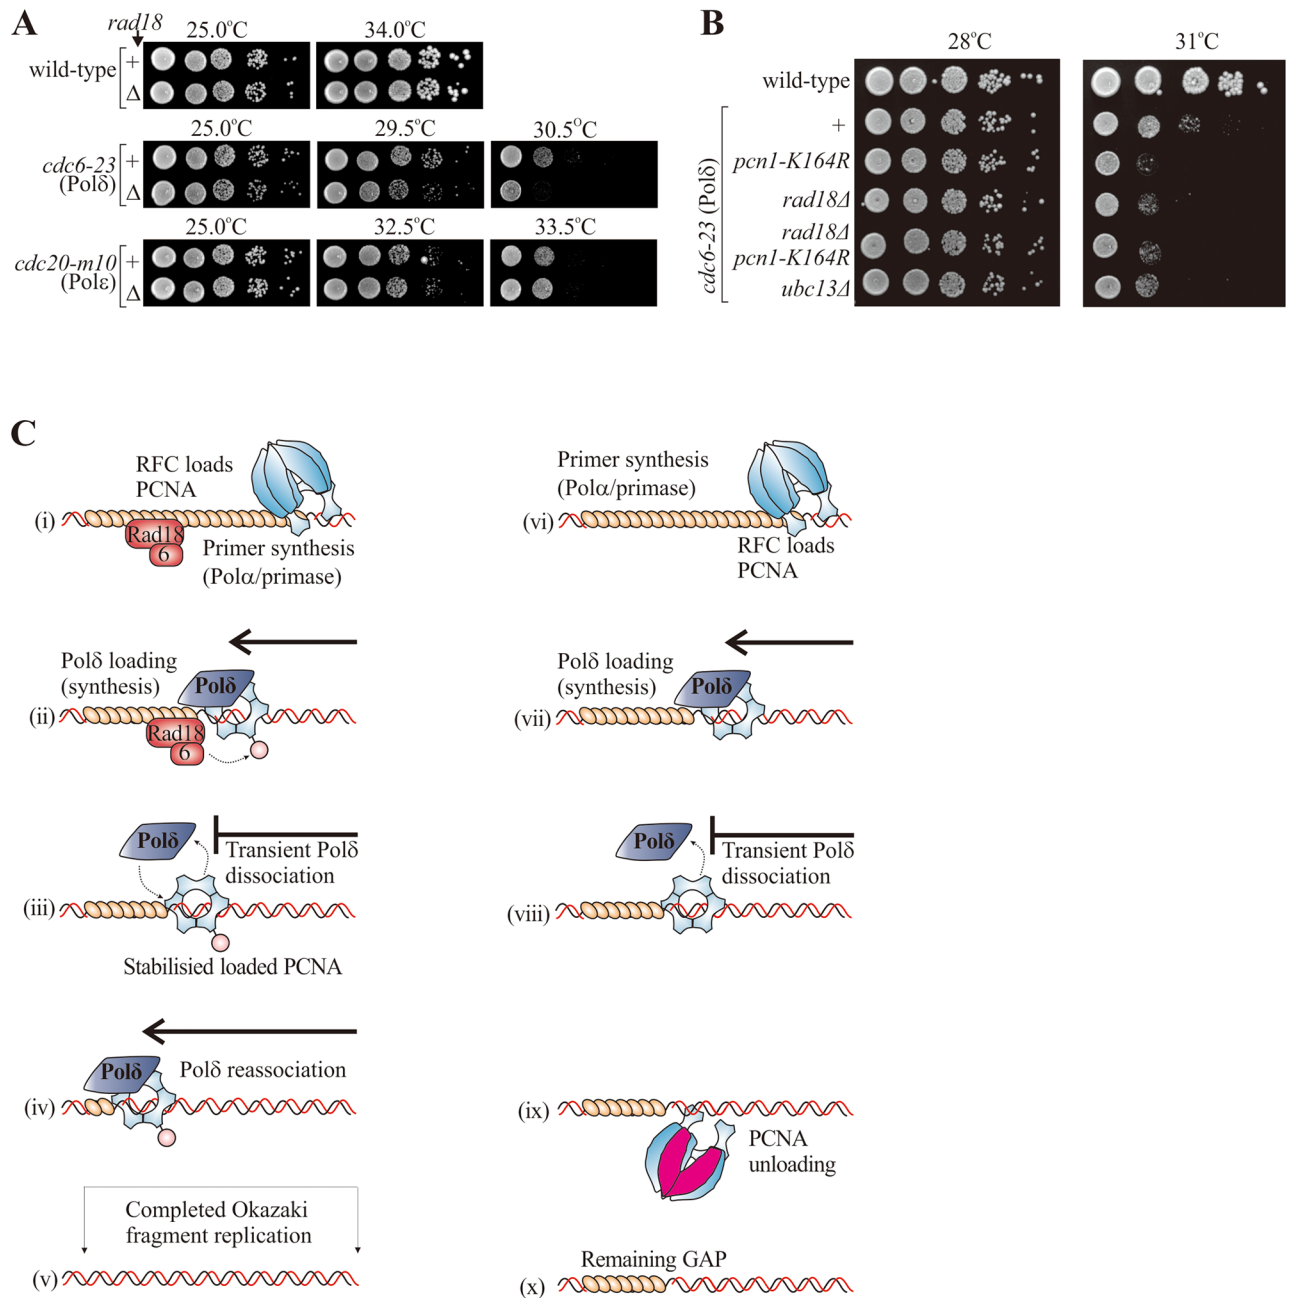 A
rad18
25.0°C
34.0°C
wild-type
+
Δ
25.0°C
29.5°C
30.5°C
cdc6-23
(Polδ)
+
Δ
25.0°C
32.5°C
33.5°C
cdc20-m10
(Polε)
+
Δ
B
28°C
31°C
wild-type
+
pcn1-K164R
rad18Δ
rad18Δ
pcn1-K164R
ubc13Δ
cdc6-23 (Polδ)
C
RFC loads
PCNA
(i)
Rad18
6
Primer synthesis
(Polα/primase)
Polδ loading
(synthesis)
Polδ
(ii)
Rad18
6
Polδ
Transient Polδ
dissociation
(iii)
Stabilisied loaded PCNA
Polδ
Polδ reassociation
(iv)
Completed Okazaki
fragment replication
(v)
Primer synthesis
(Polα/primase)
(vi)
RFC loads
PCNA
Polδ loading
(synthesis)
Polδ
(vii)
Polδ
Transient Polδ
dissociation
(viii)
(ix)
PCNA
unloading
Remaining GAP
(x)